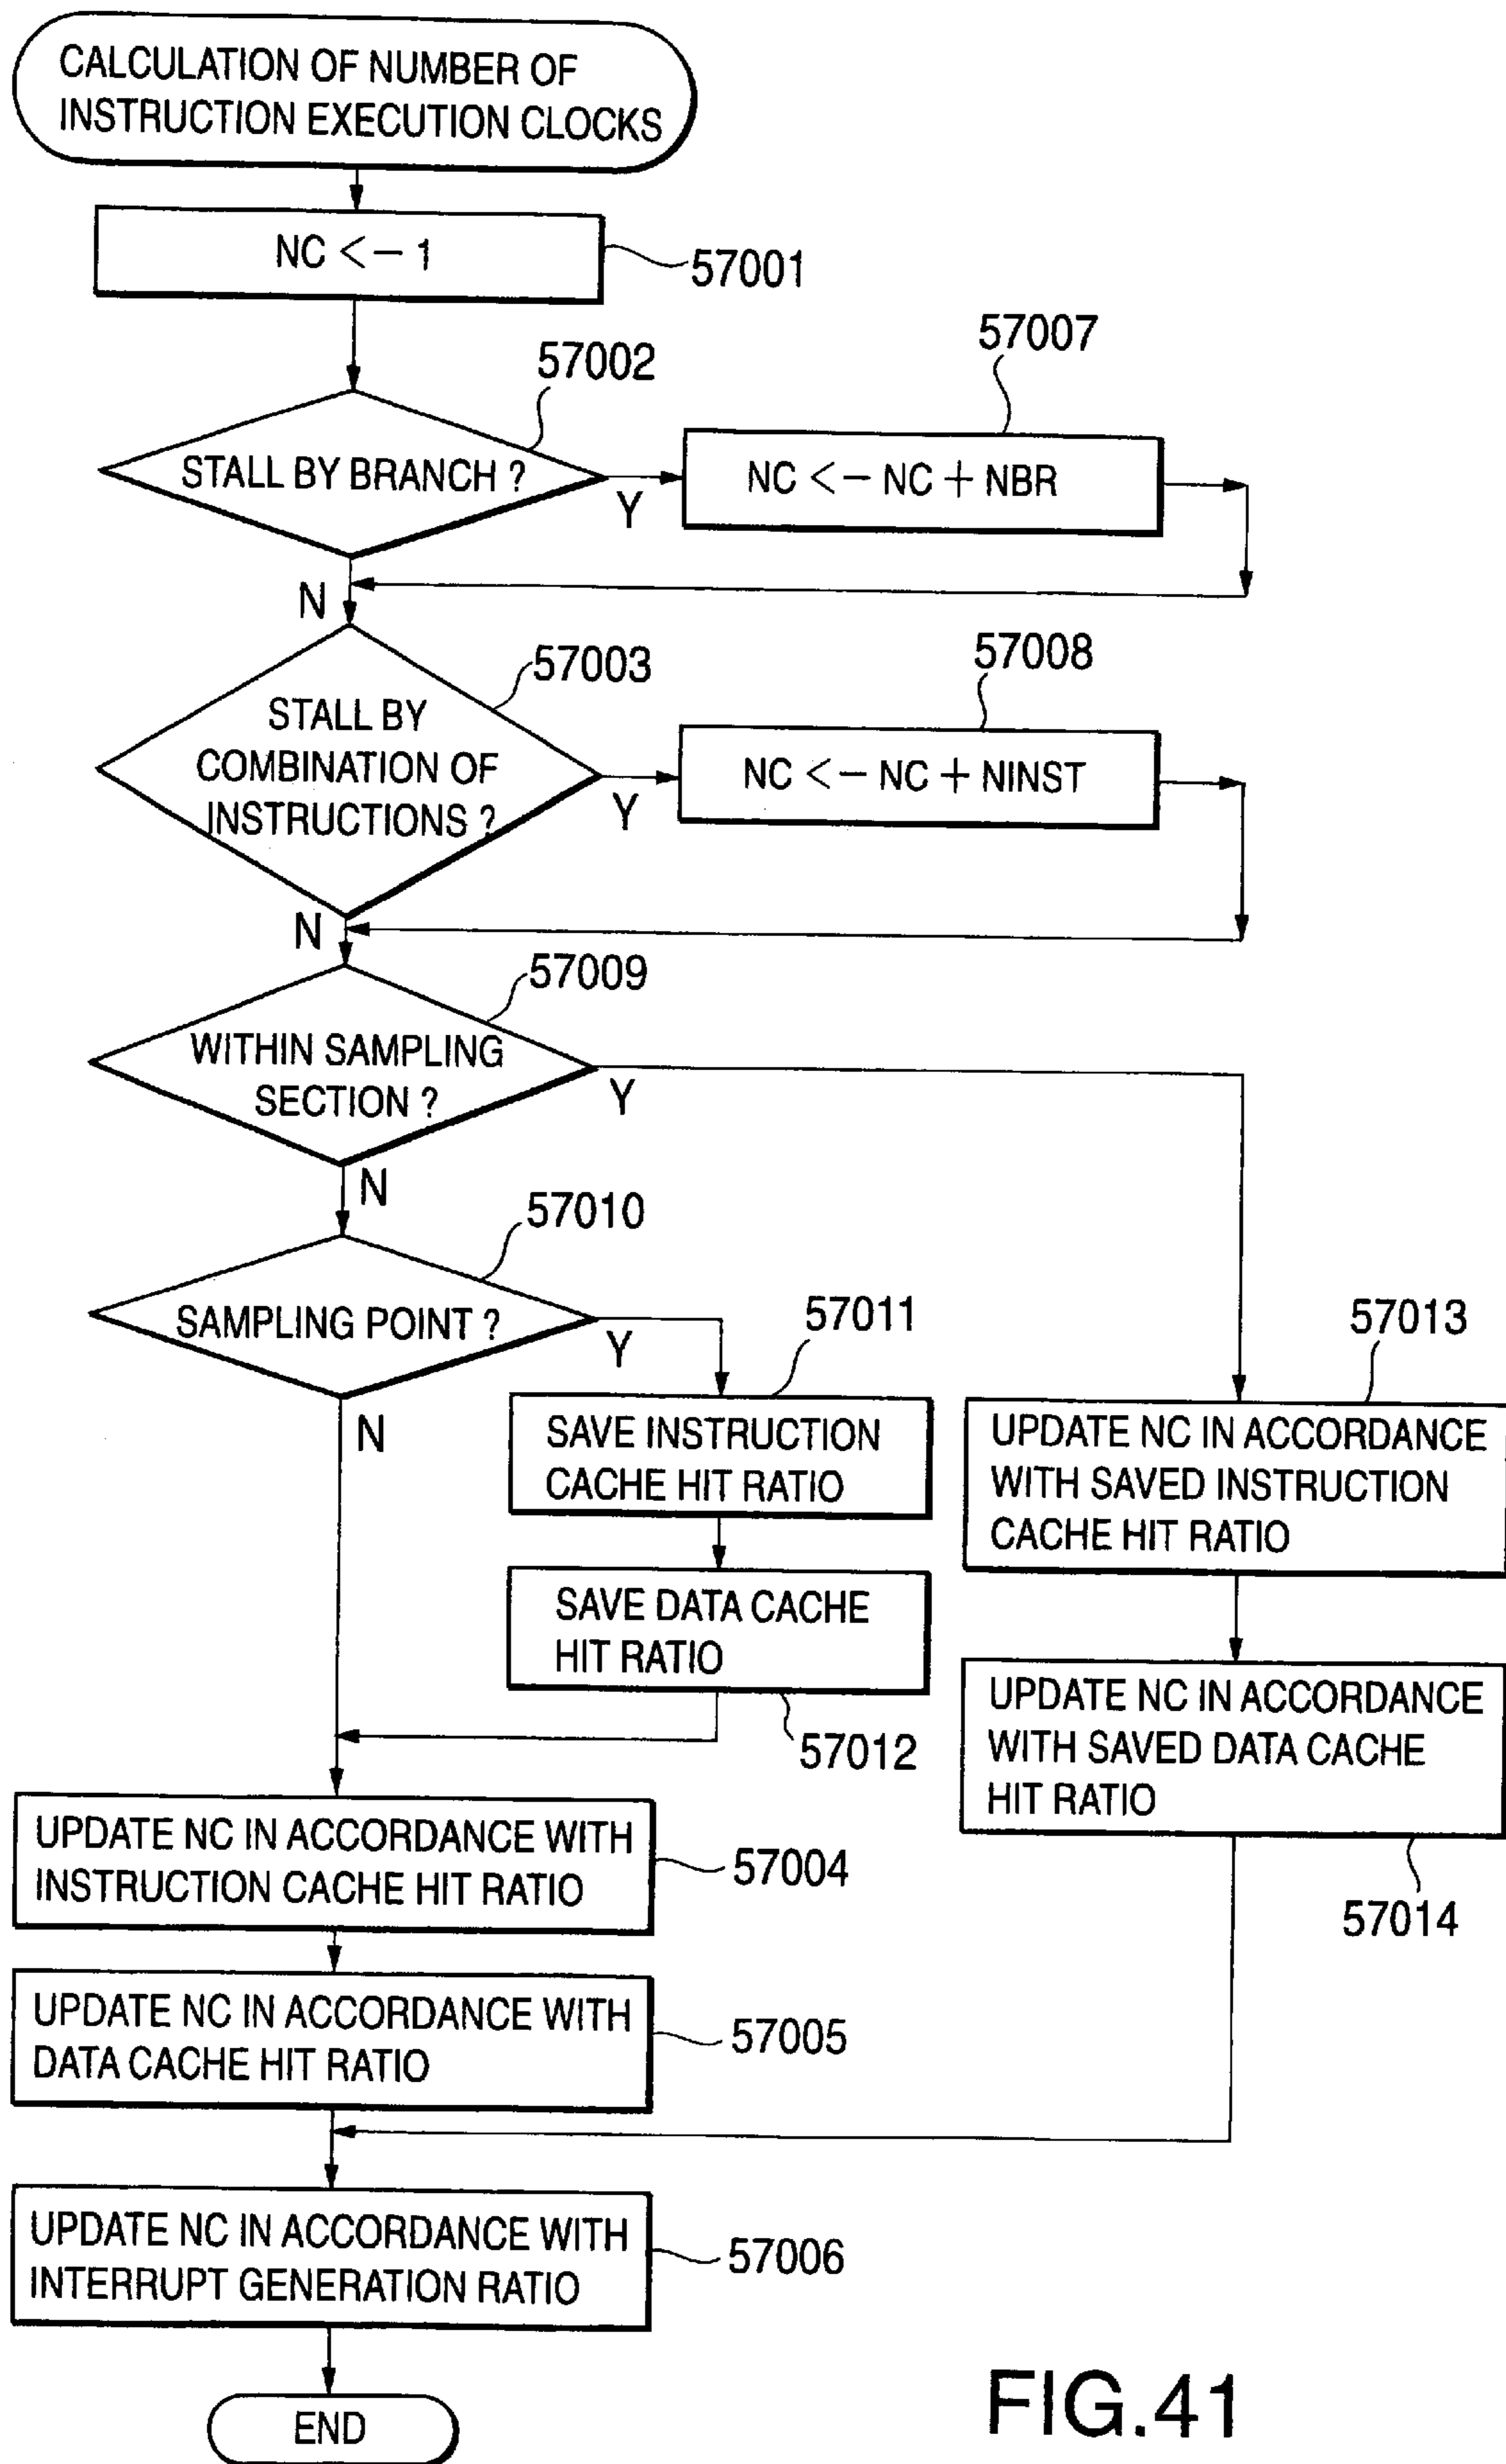 CALCULATION OF NUMBER OF
INSTRUCTION EXECUTION CLOCKS
NC <– 1
57001
57002
57007
STALL BY BRANCH ?
Y
NC <– NC + NBR
N
57003
57008
STALL BY
COMBINATION OF
INSTRUCTIONS ?
Y
NC <– NC + NINST
N
57009
WITHIN SAMPLING
SECTION ?
Y
N
57010
SAMPLING POINT ?
Y
N
57011
SAVE INSTRUCTION
CACHE HIT RATIO
SAVE DATA CACHE
HIT RATIO
57012
57013
UPDATE NC IN ACCORDANCE
WITH SAVED INSTRUCTION
CACHE HIT RATIO
UPDATE NC IN ACCORDANCE
WITH SAVED DATA CACHE
HIT RATIO
57014
UPDATE NC IN ACCORDANCE WITH
INSTRUCTION CACHE HIT RATIO
57004
UPDATE NC IN ACCORDANCE WITH
DATA CACHE HIT RATIO
57005
UPDATE NC IN ACCORDANCE WITH
INTERRUPT GENERATION RATIO
57006
END
FIG.41